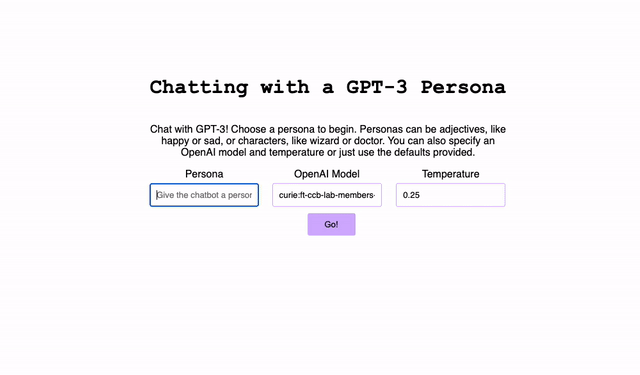 Chatting with a GPT-3 Persona
Chat with GPT-3! Choose a persona to begin. Personas can be adjectives, like
happy or sad, or characters, like wizard or doctor. You can also specify an
OpenAI model and temperature or just use the defaults provided.
Persona OpenAI Model Temperature
Give the chatbot a person curie:ft-ccb-lab-members- 0.25
Go!